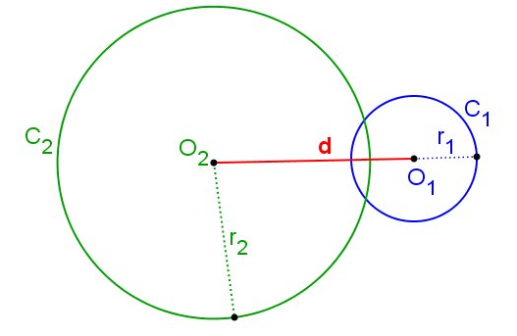 C₁
C₂
r₁
d
O₂
O₁
r₂